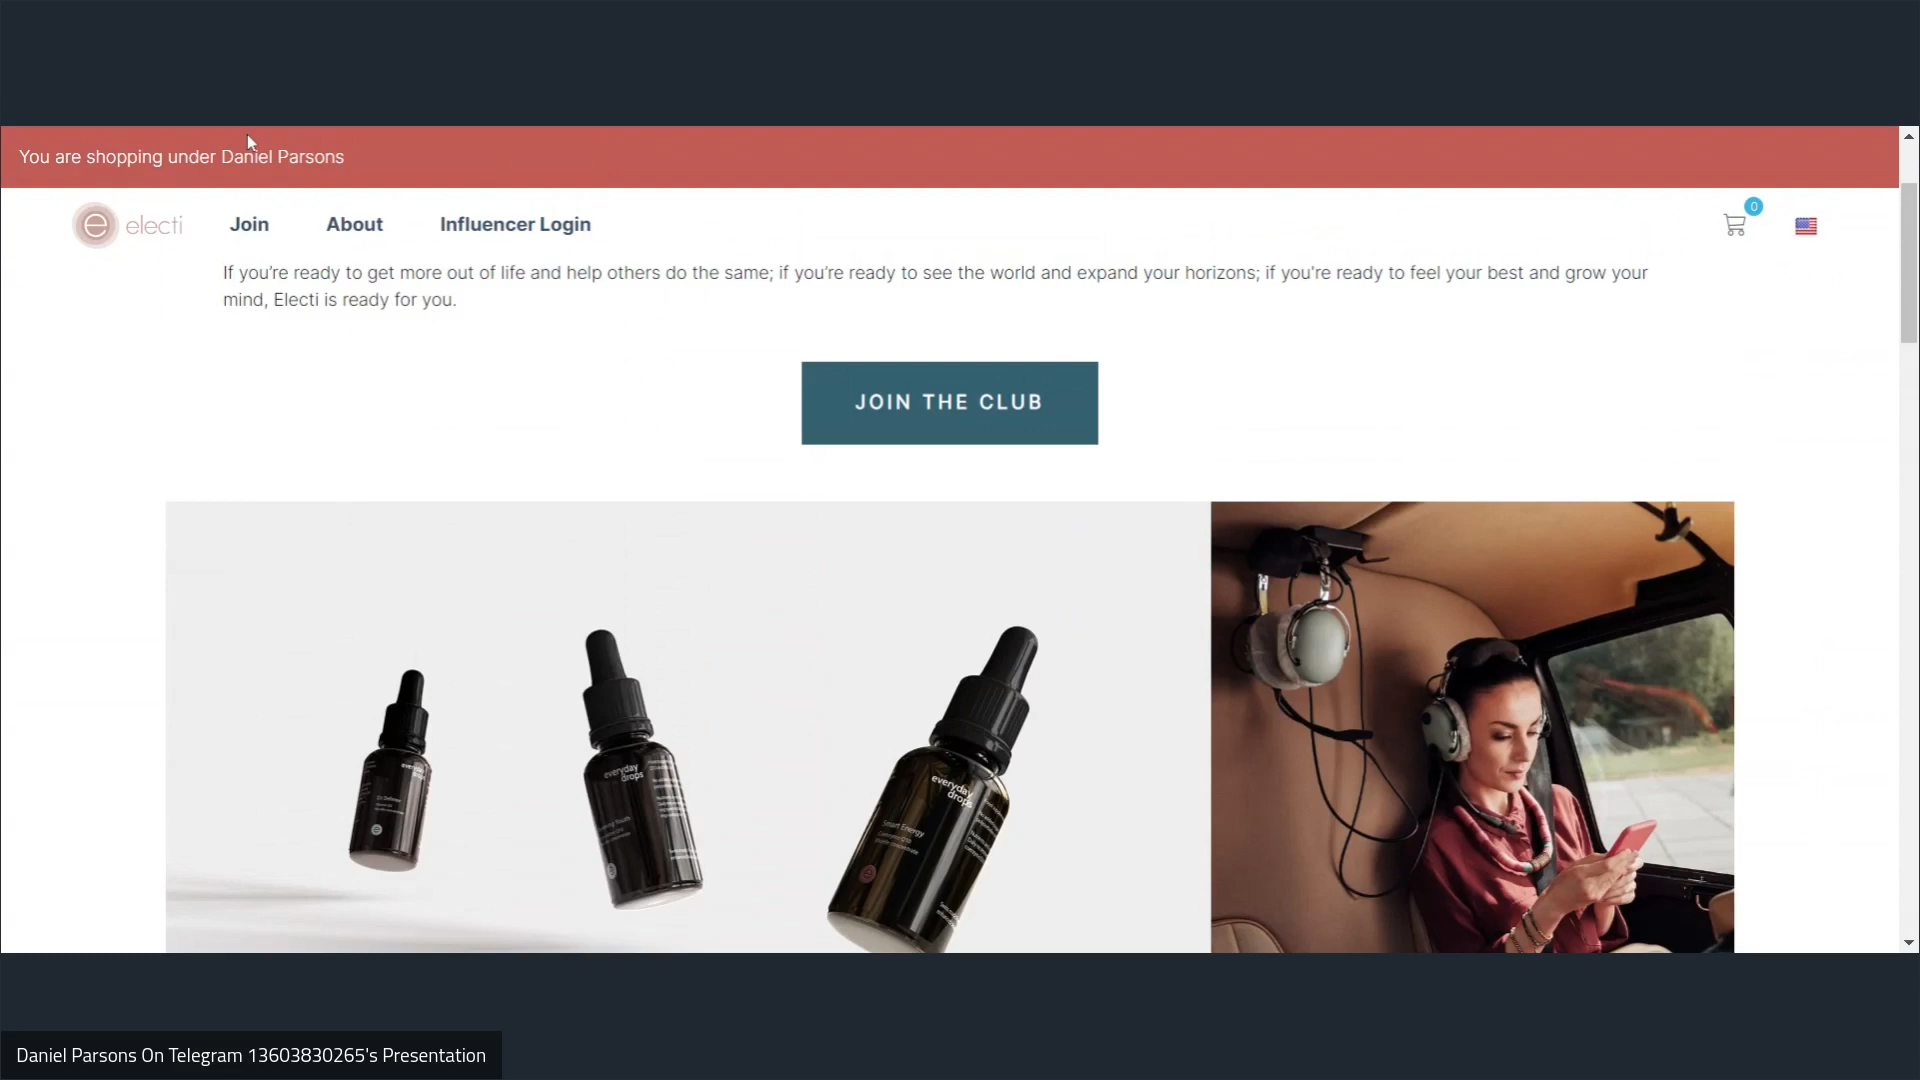 You are shopping under Daniel Parsons
electi
Join
About
Influencer Login
0
If you’re ready to get more out of life and help others do the same; if you’re ready to see the world and expand your horizons; if you're ready to feel your best and grow your
mind, Electi is ready for you.
JOIN THE CLUB
everyday
drops
everyday
drops
Smart Energy
Daniel Parsons On Telegram 13603830265's Presentation